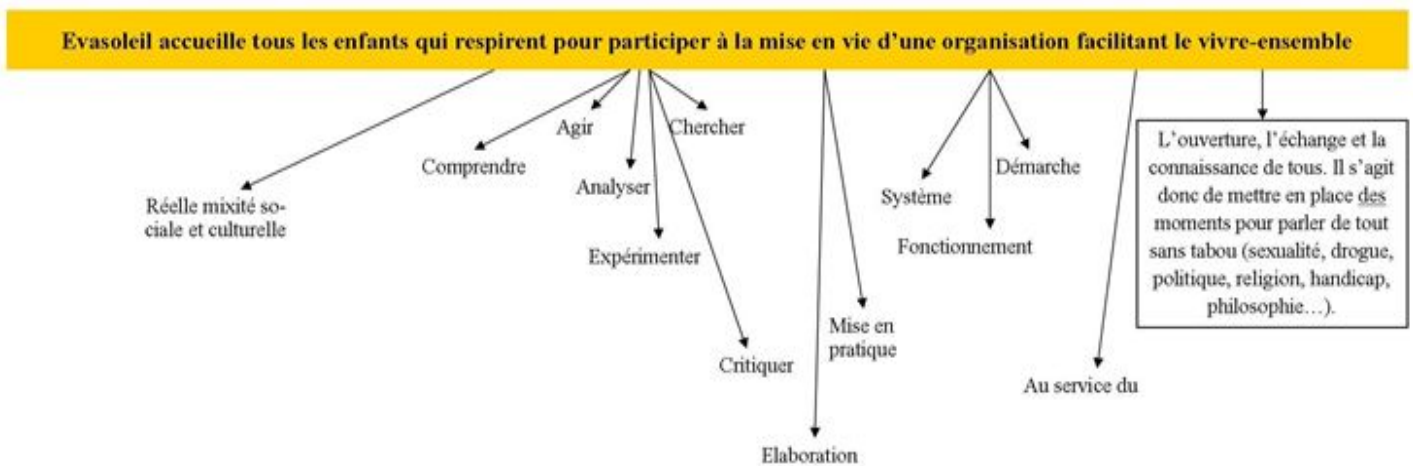 Evasoleil accueille tous les enfants qui respirent pour participer à la mise en vie d'une organisation facilitant le vivre-ensemble
Réelle mixité so-
ciale et culturelle
Comprendre
Agir
Analyser
Expérimenter
Chercher
Critiquer
Elaboration
Mise en
pratique
Système
Fonctionnement
Démarche
Au service du
L'ouverture, l'échange et la
connaissance de tous. Il s'agit
donc de mettre en place des
moments pour parler de tout
sans tabou (sexualité, drogue,
politique, religion, handicap,
philosophie…).